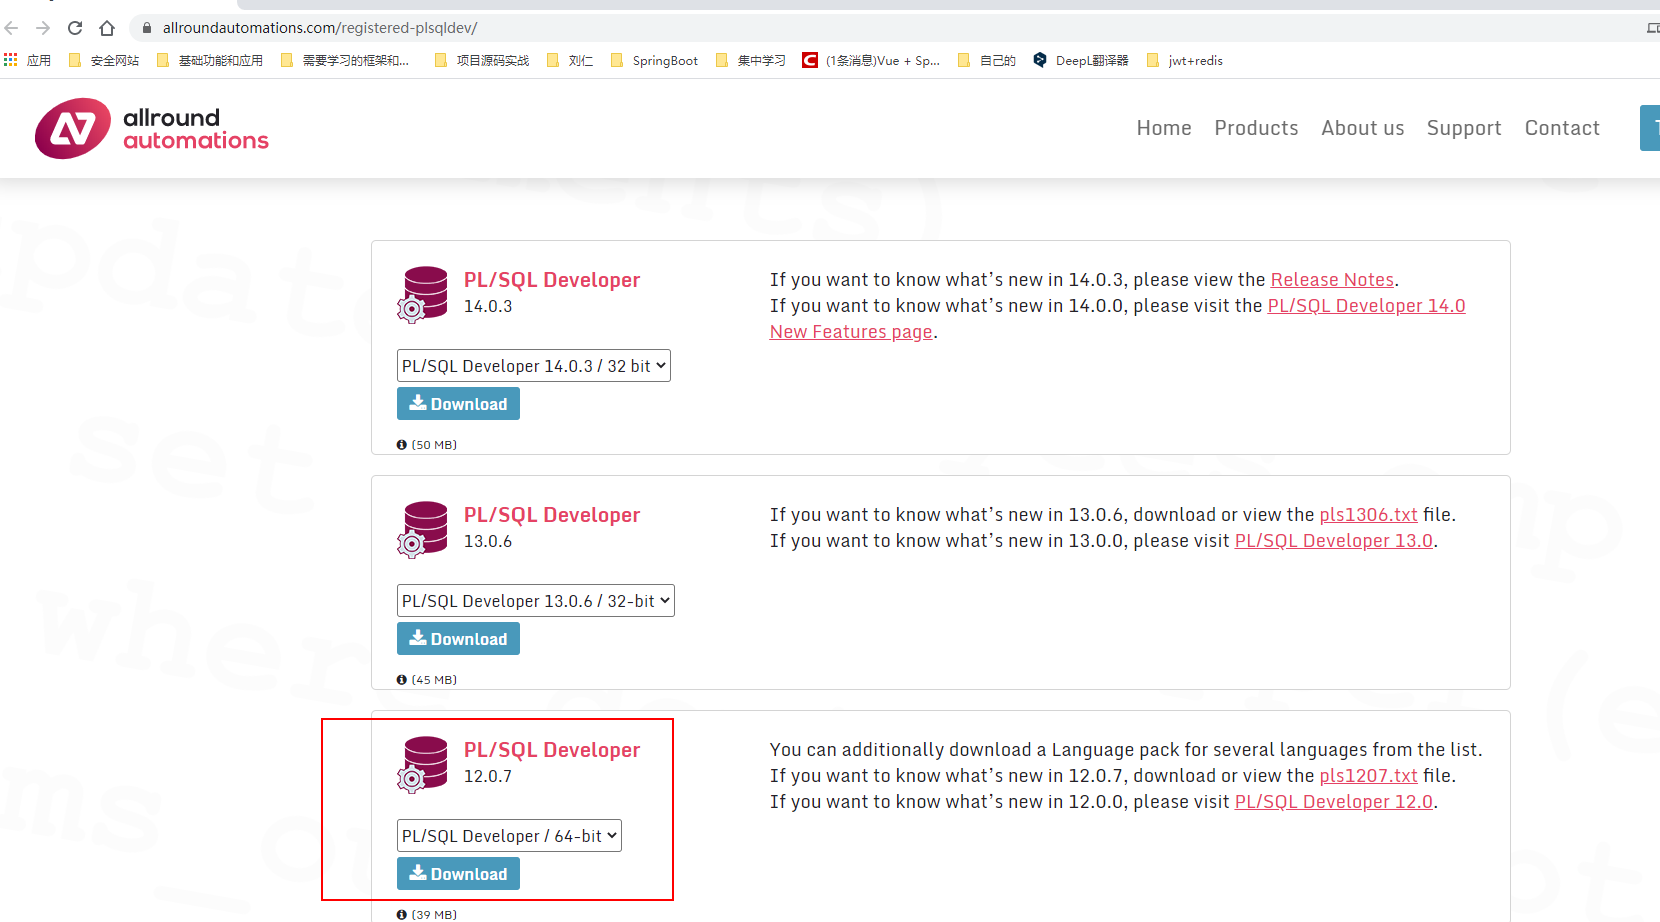 allroundautomations.com/registered-plsqldev/
应用 安全网站 基础功能和应用 需要学习的框架和... 项目源码实战 刘仁 SpringBoot 集中学习 (1条消息)Vue + Sp... 自己的 DeepL翻译器 jwt+redis
allround
automations
Home Products About us Support Contact
PL/SQL Developer
14.0.3
If you want to know what's new in 14.0.3, please view the Release Notes.
If you want to know what's new in 14.0.0, please visit the PL/SQL Developer 14.0
New Features page.
PL/SQL Developer 14.0.3 / 32 bit
Download
(50 MB)
PL/SQL Developer
13.0.6
If you want to know what's new in 13.0.6, download or view the pls1306.txt file.
If you want to know what's new in 13.0.0, please visit PL/SQL Developer 13.0.
PL/SQL Developer 13.0.6 / 32-bit
Download
(45 MB)
PL/SQL Developer
12.0.7
You can additionally download a Language pack for several languages from the list.
If you want to know what's new in 12.0.7, download or view the pls1207.txt file.
If you want to know what's new in 12.0.0, please visit PL/SQL Developer 12.0.
PL/SQL Developer / 64-bit
Download
(39 MB)
set
where